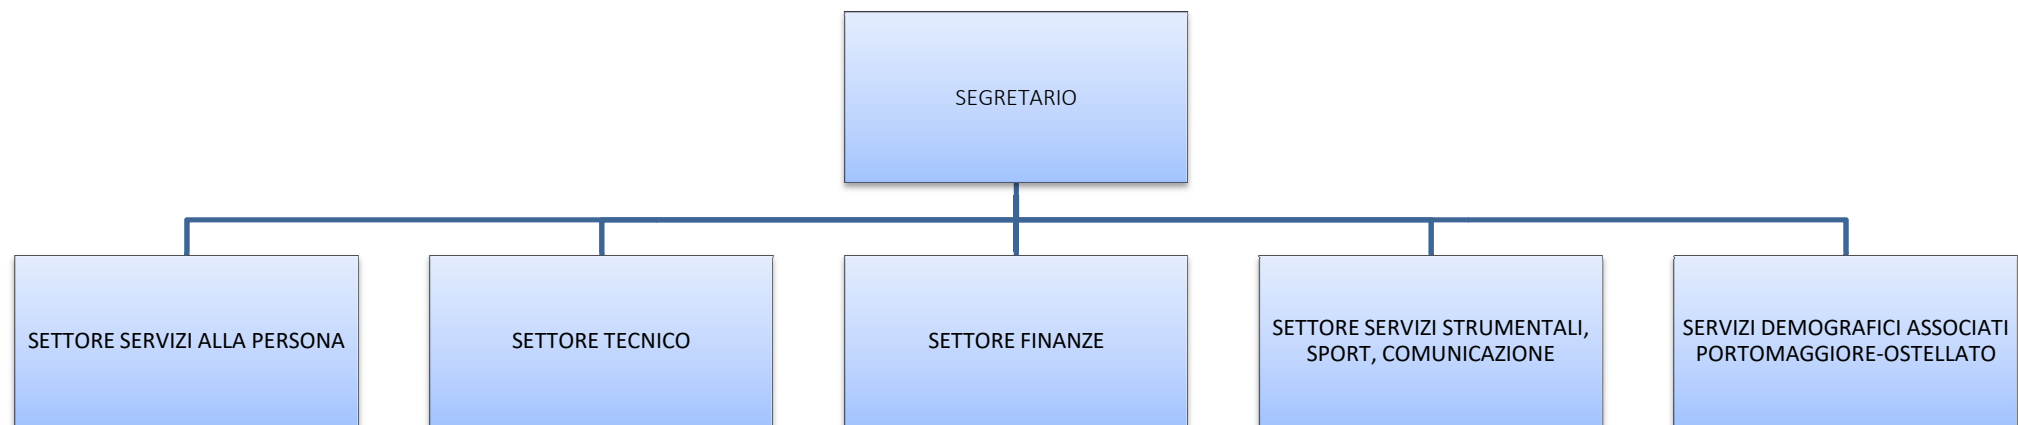 SEGRETARIO
SETTORE SERVIZI ALLA PERSONA
SETTORE TECNICO
SETTORE FINANZE
SETTORE SERVIZI STRUMENTALI,
SPORT, COMUNICAZIONE
SERVIZI DEMOGRAFICI ASSOCIATI
PORTOMAGGIORE-OSTELLATO